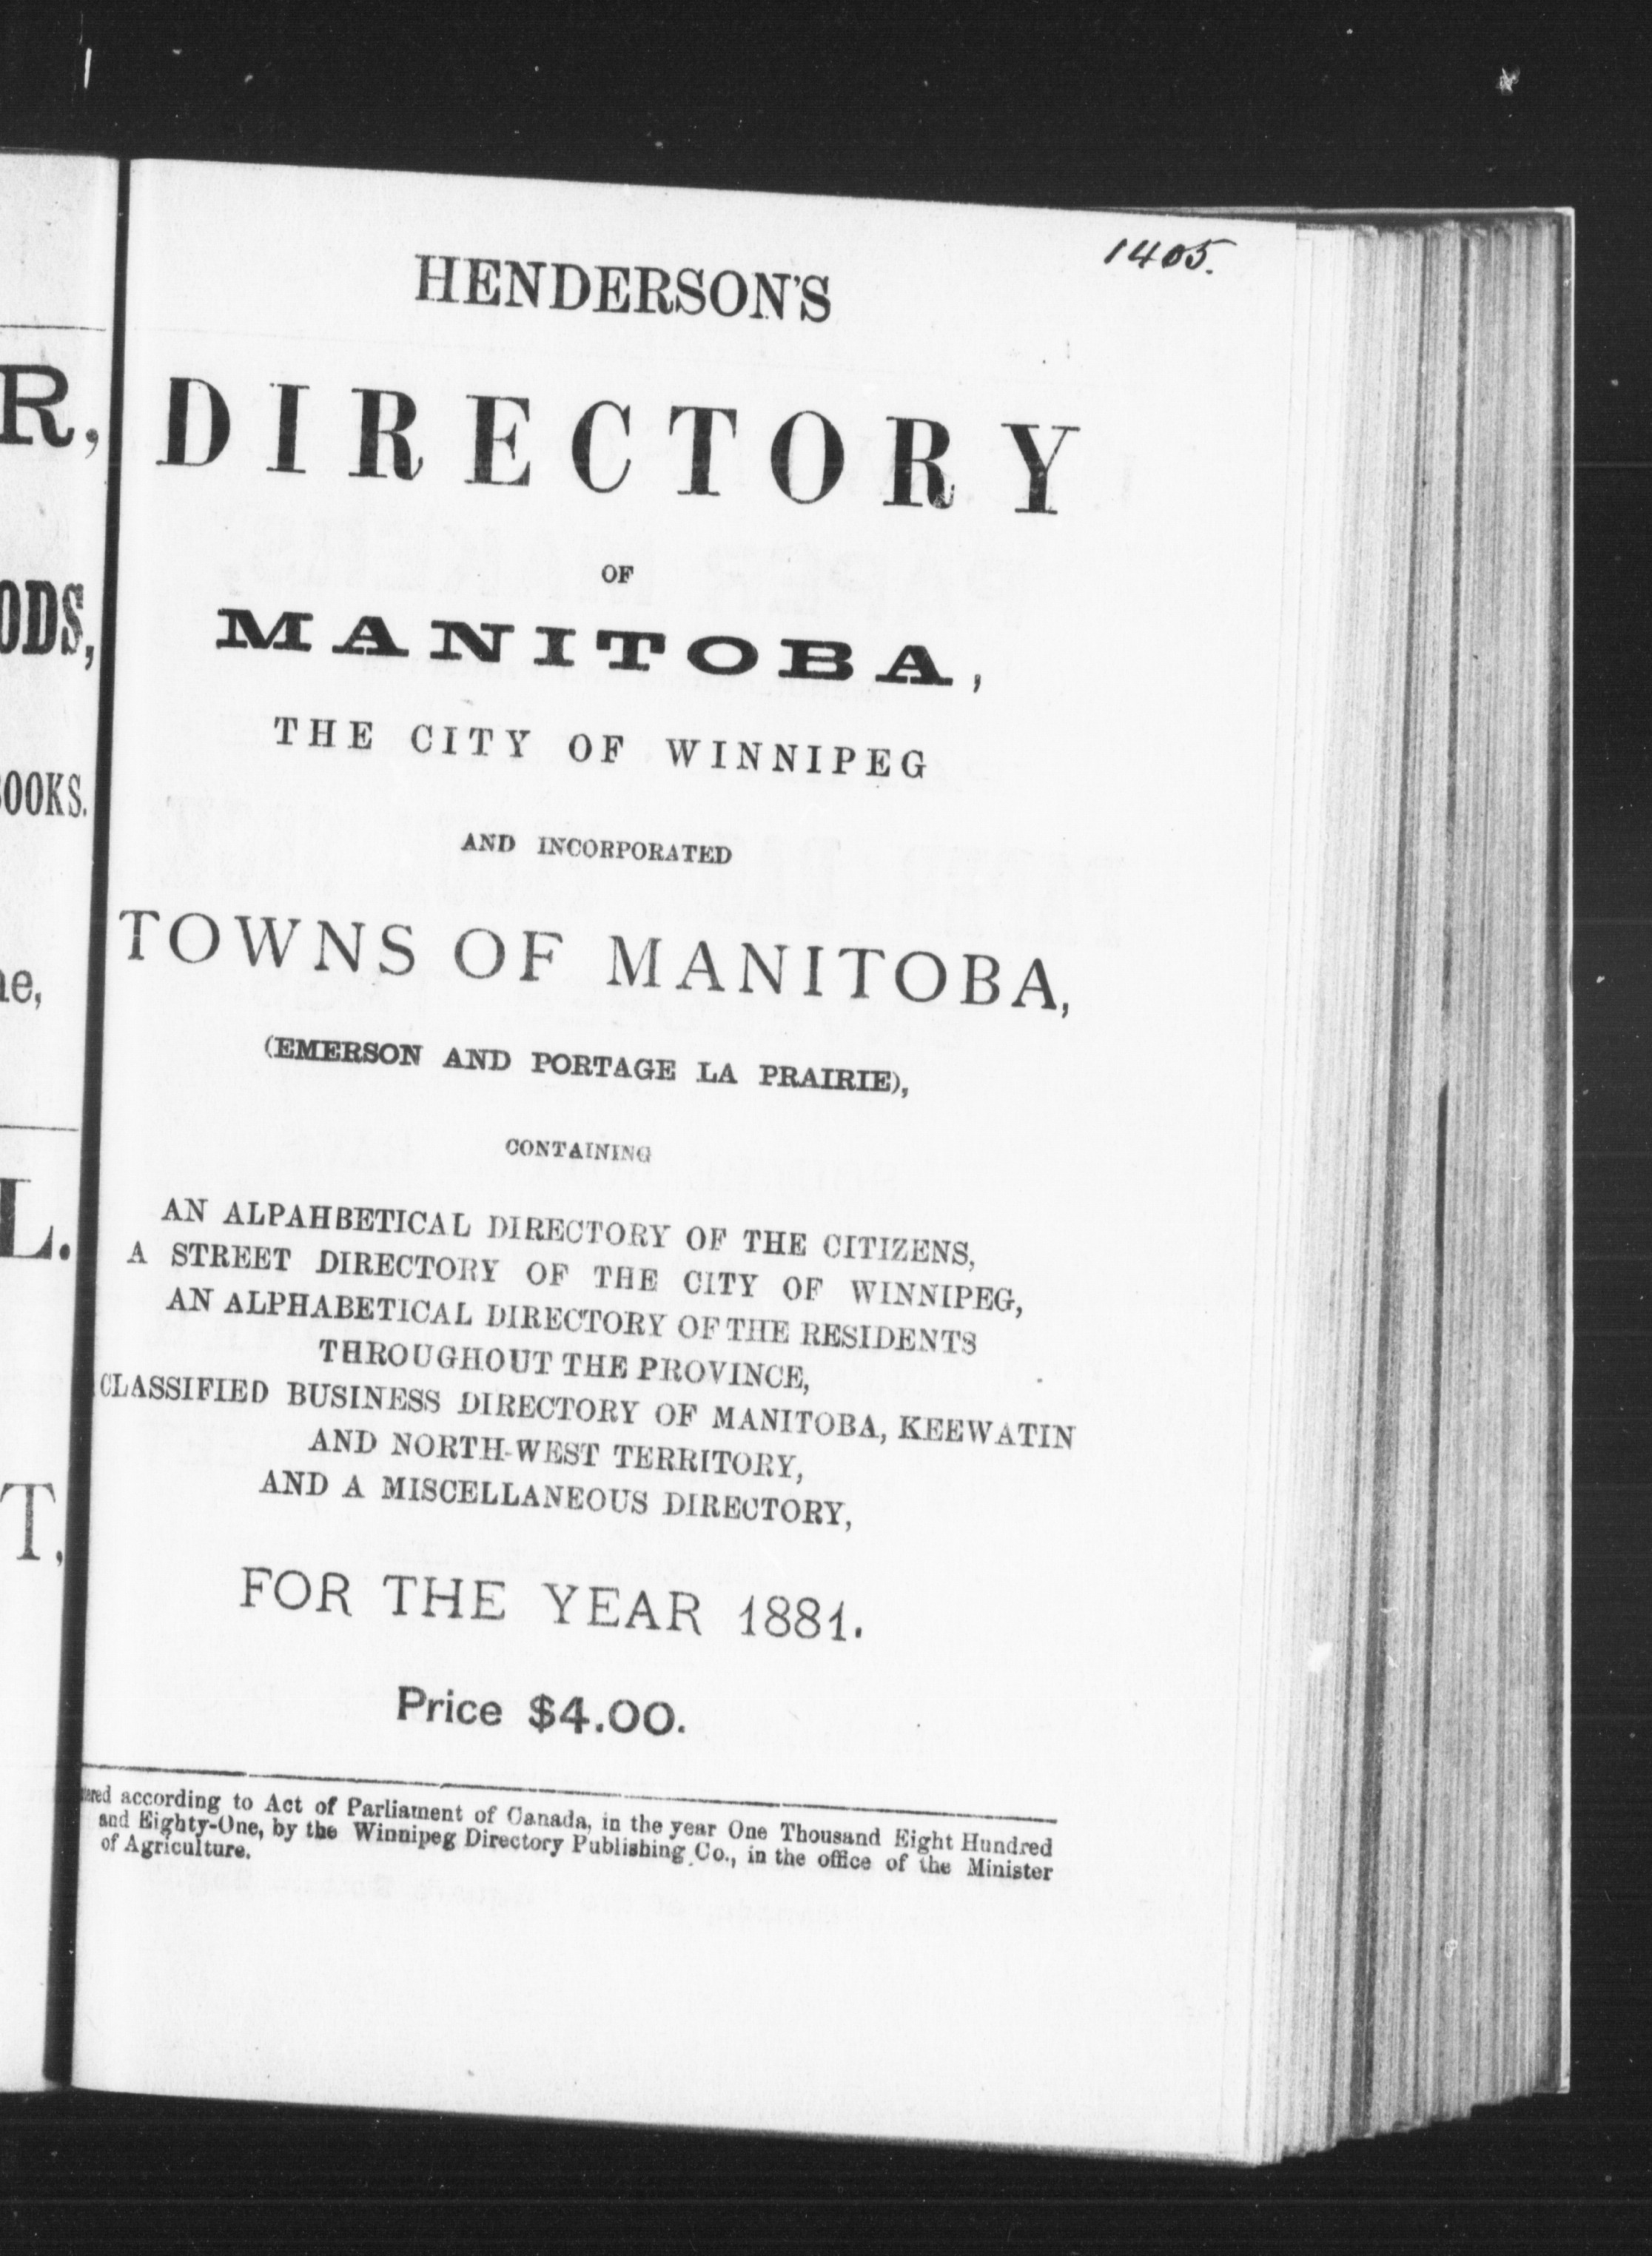 1405.
HENDERSON'S
DIRECTORY
OF
MANITOBA,
THE CITY OF WINNIPEG
AND INCORPORATED
TOWNS OF MANITOBA,
(EMERSON AND PORTAGE LA PRAIRIE),
CONTAINING
AN ALPAHBETICAL DIRECTORY OF THE CITIZENS,
A STREET DIRECTORY OF THE CITY OF WINNIPEG,
AN ALPHABETICAL DIRECTORY OF THE RESIDENTS
THROUGHOUT THE PROVINCE,
CLASSIFIED BUSINESS DIRECTORY OF MANITOBA, KEEWATIN
AND NORTH-WEST TERRITORY,
AND A MISCELLANEOUS DIRECTORY,
FOR THE YEAR 1881.
Price $4.00.
according to Act of Parliament of Canada, in the year One Thousand Eight Hundred
and Eighty-One, by the Winnipeg Directory Publishing Co., in the office of the Minister
of Agriculture.
R,
ODS,
OOKS.
ne,
L.
T,